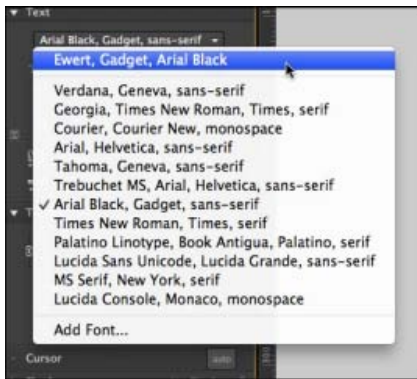 Text
Arial Black, Gadget, sans-serif
Ewert, Gadget, Arial Black
Verdana, Geneva, sans-serif
Georgia, Times New Roman, Times, serif
Courier, Courier New, monospace
Arial, Helvetica, sans-serif
Tahoma, Geneva, sans-serif
Trebuchet MS, Arial, Helvetica, sans-serif
✓ Arial Black, Gadget, sans-serif
Times New Roman, Times, serif
Palatino Linotype, Book Antiqua, Palatino, serif
Lucida Sans Unicode, Lucida Grande, sans-serif
MS Serif, New York, serif
Lucida Console, Monaco, monospace
Add Font...
Cursor auto